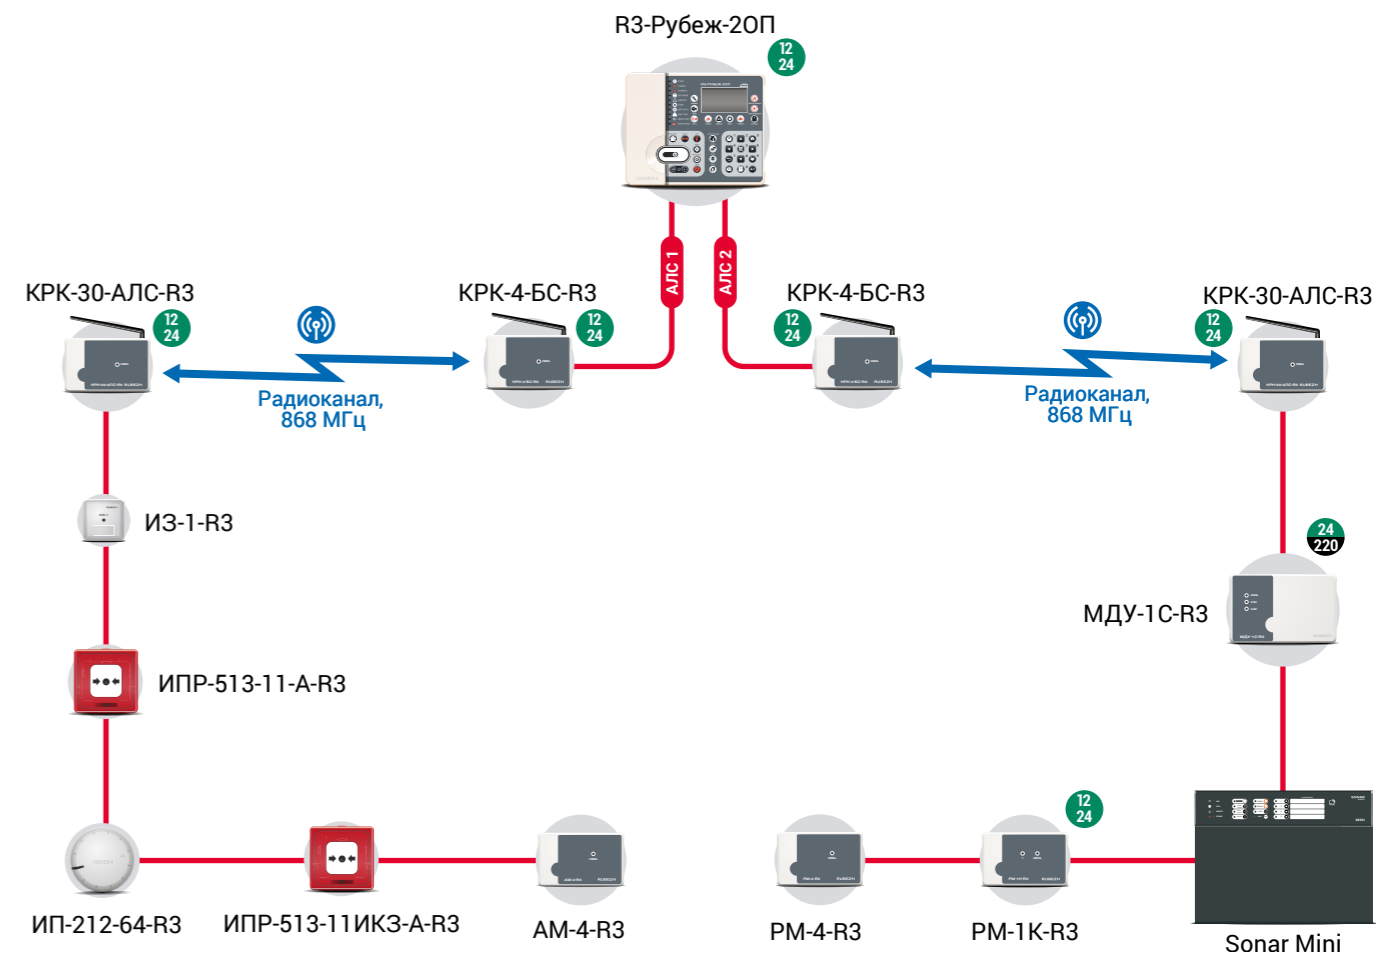 R3-Рубеж-2ОП
12
24
АЛС 1
АЛС 2
КРК-30-АЛС-R3
12
24
КРК-4-БС-R3
12
24
КРК-4-БС-R3
12
24
КРК-30-АЛС-R3
12
24
Радиоканал,
868 МГц
Радиоканал,
868 МГц
ИЗ-1-R3
24
220
МДУ-1С-R3
ИПР-513-11-А-R3
12
24
SONAR
ИП-212-64-R3
ИПР-513-11ИКЗ-А-R3
АМ-4-R3
РМ-4-R3
РМ-1К-R3
Sonar Mini